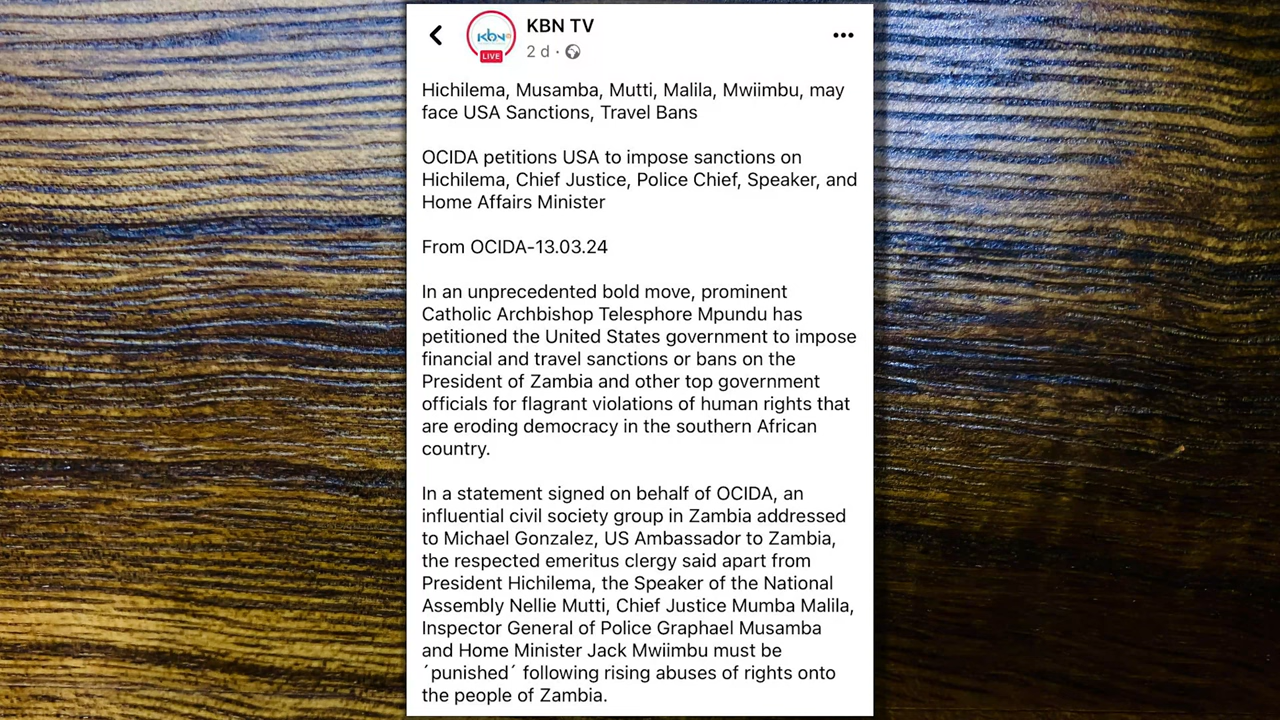 KBN TV
kbn
LIVE
2 d ·
Hichilema, Musamba, Mutti, Malila, Mwiimbu, may
face USA Sanctions, Travel Bans
OCIDA petitions USA to impose sanctions on
Hichilema, Chief Justice, Police Chief, Speaker, and
Home Affairs Minister
From OCIDA-13.03.24
In an unprecedented bold move, prominent
Catholic Archbishop Telesphore Mpundu has
petitioned the United States government to impose
financial and travel sanctions or bans on the
President of Zambia and other top government
officials for flagrant violations of human rights that
are eroding democracy in the southern African
country.
In a statement signed on behalf of OCIDA, an
influential civil society group in Zambia addressed
to Michael Gonzalez, US Ambassador to Zambia,
the respected emeritus clergy said apart from
President Hichilema, the Speaker of the National
Assembly Nellie Mutti, Chief Justice Mumba Malila,
Inspector General of Police Graphael Musamba
and Home Minister Jack Mwiimbu must be
´punished´ following rising abuses of rights onto
the people of Zambia.